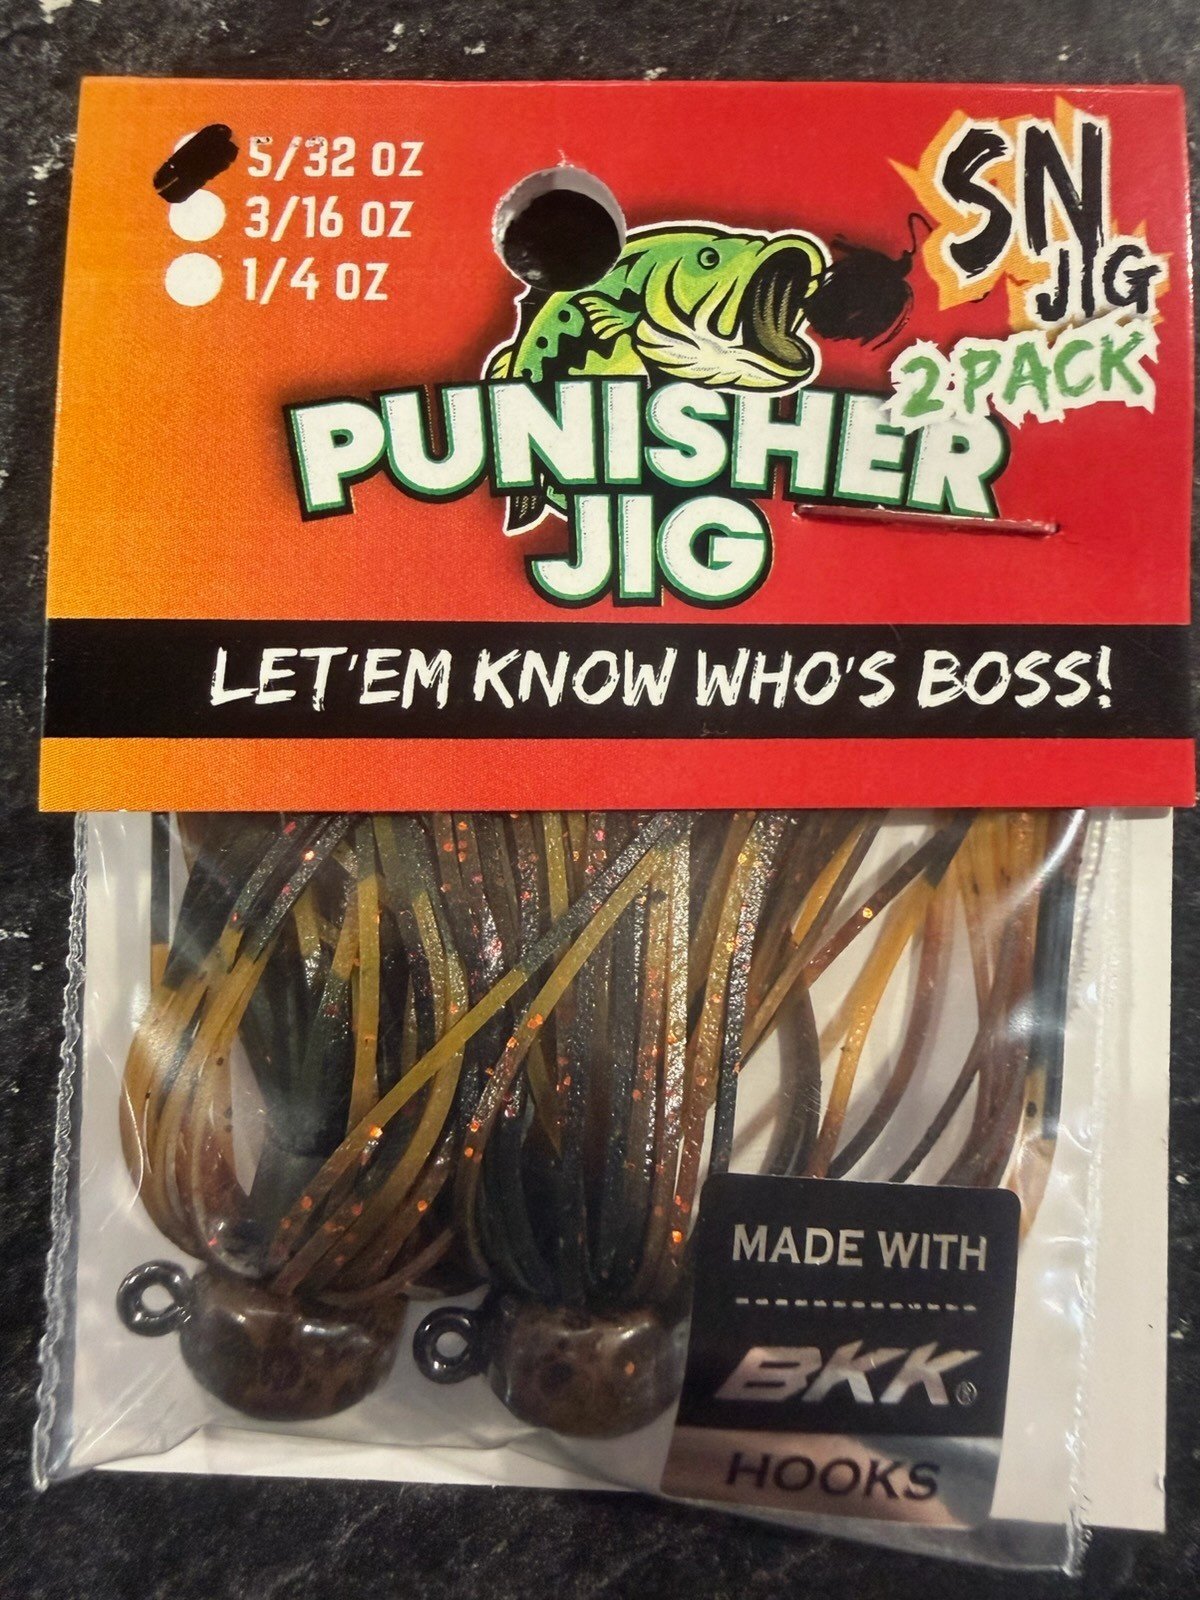 5/32 OZ
3/16 OZ
1/4 OZ
SN
JIG
2 PACK
PUNISHER
JIG
LET'EM KNOW WHO'S BOSS!
MADE WITH
BKK®
HOOKS